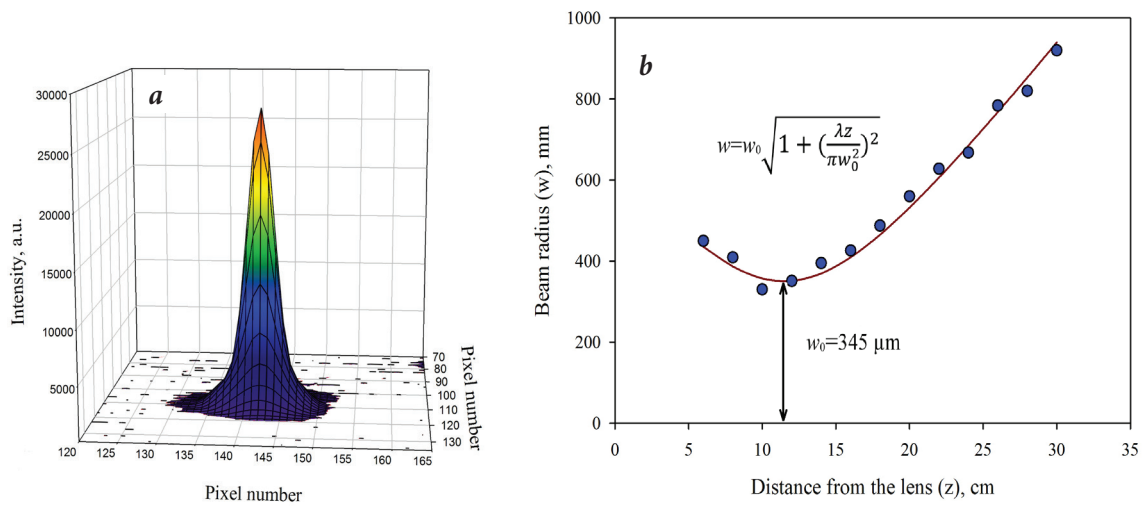 a
Intensity, a.u.
30000
25000
20000
15000
10000
5000
120 125 130 135 140 145 150 155 160 165
Pixel number
70
80
90
100
110
120
130
Pixel number
b
Beam radius (w), mm
1000
800
600
400
200
0
w=w₀√1 + (λz/πw₀²)²
w₀=345 µm
0 5 10 15 20 25 30 35
Distance from the lens (z), cm